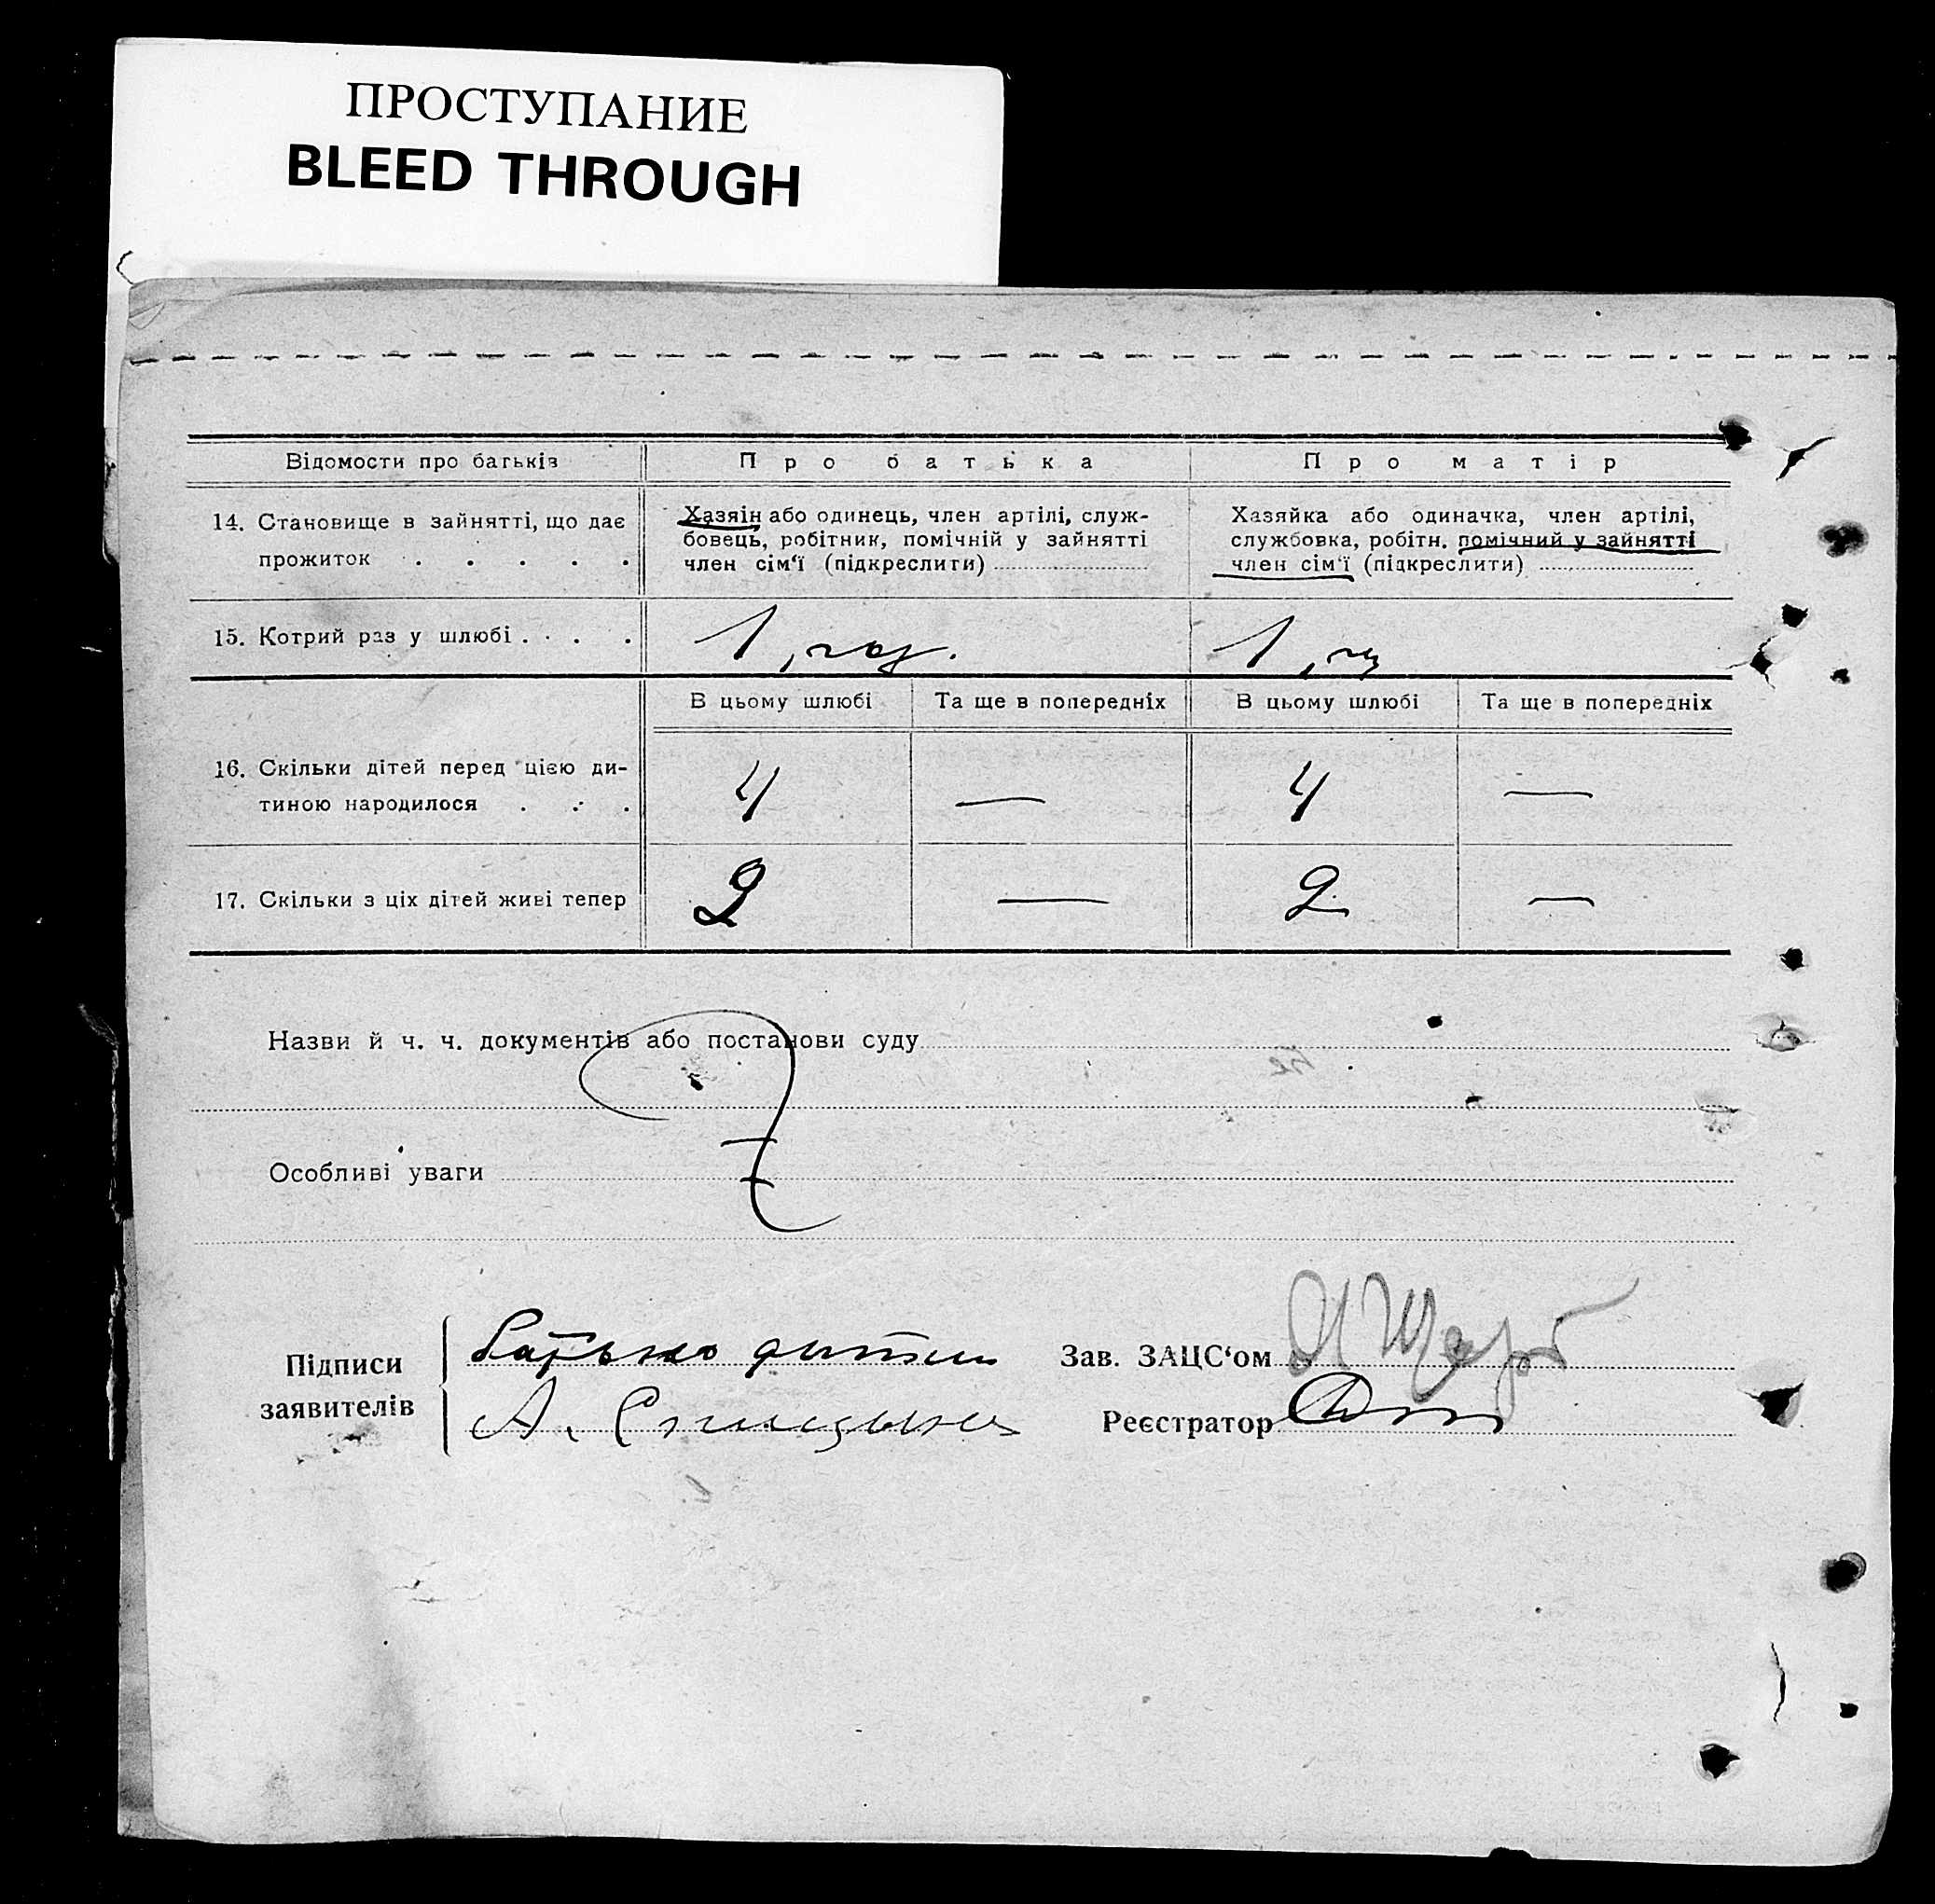 ПРОСТУПАНИЕ
BLEED THROUGH
Відомости про батьків
Про батька
Про матір
14. Становище в зайнятті, що дає
прожиток . . . . .
Хазяін або одинець, член артілі, служ-
бовець, робітник, помічній у зайнятті
член сім‘ї (підкреслити)
Хазяйка або одиначка, член артілі,
службовка, робітн. помічний у зайнятті
член сім‘ї (підкреслити)
15. Котрий раз у шлюбі . . . .
1,
1,
В цьому шлюбі
Та ще в попередніх
В цьому шлюбі
Та ще в попередніх
16. Скільки дітей перед цією ди-
тиною народилося . . .
4
—
4
—
17. Скільки з ціх дітей живі тепер
2
—
2
—
Назви й ч. ч. документів або постанови суду
Особливі уваги
Підписи
заявителів
Батько дитини
А.
Зав. ЗАЦС‘ом
Реєстратор